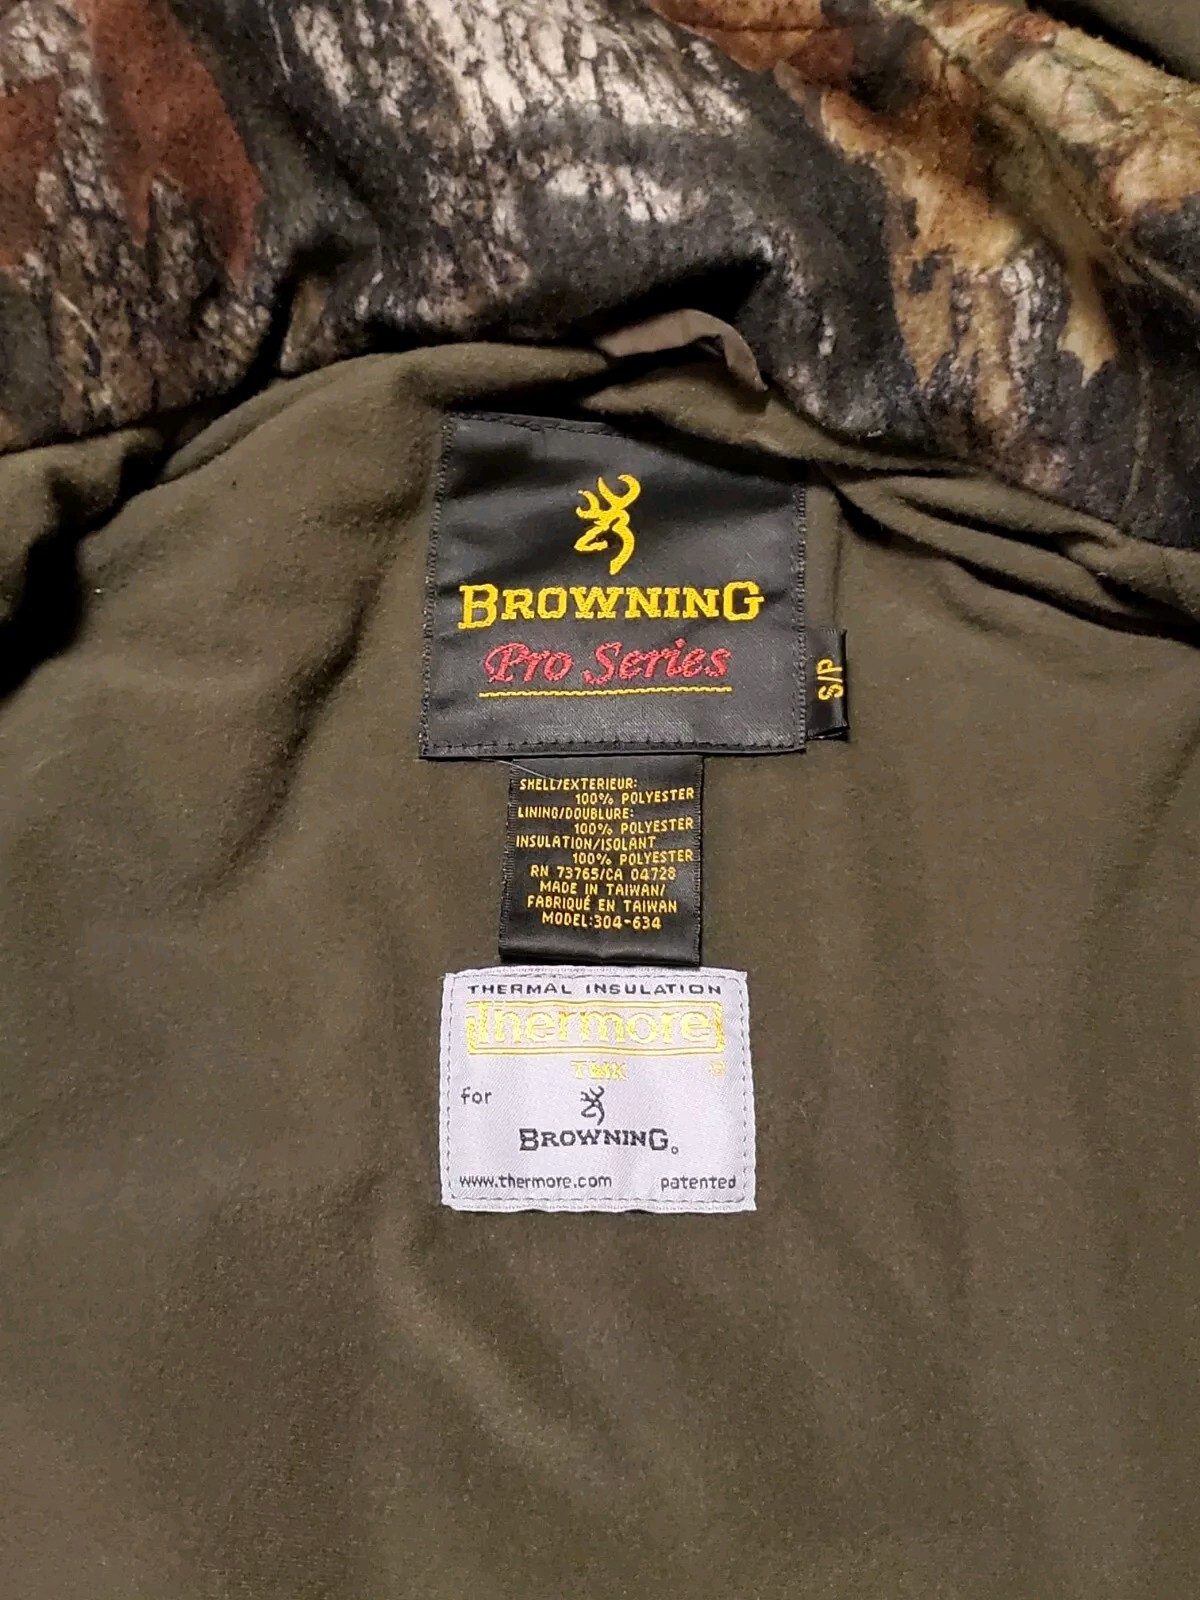 BROWNING
Pro Series
S/P
SHELL/EXTERIEUR:
100% POLYESTER
LINING/DOUBLURE:
100% POLYESTER
INSULATION/ISOLANT
100% POLYESTER
RN 73765/CA 04728
MADE IN TAIWAN/
FABRIQUÉ EN TAIWAN
MODEL:304-634
THERMAL INSULATION
thermore
for
BROWNING
www.thermore.com patented